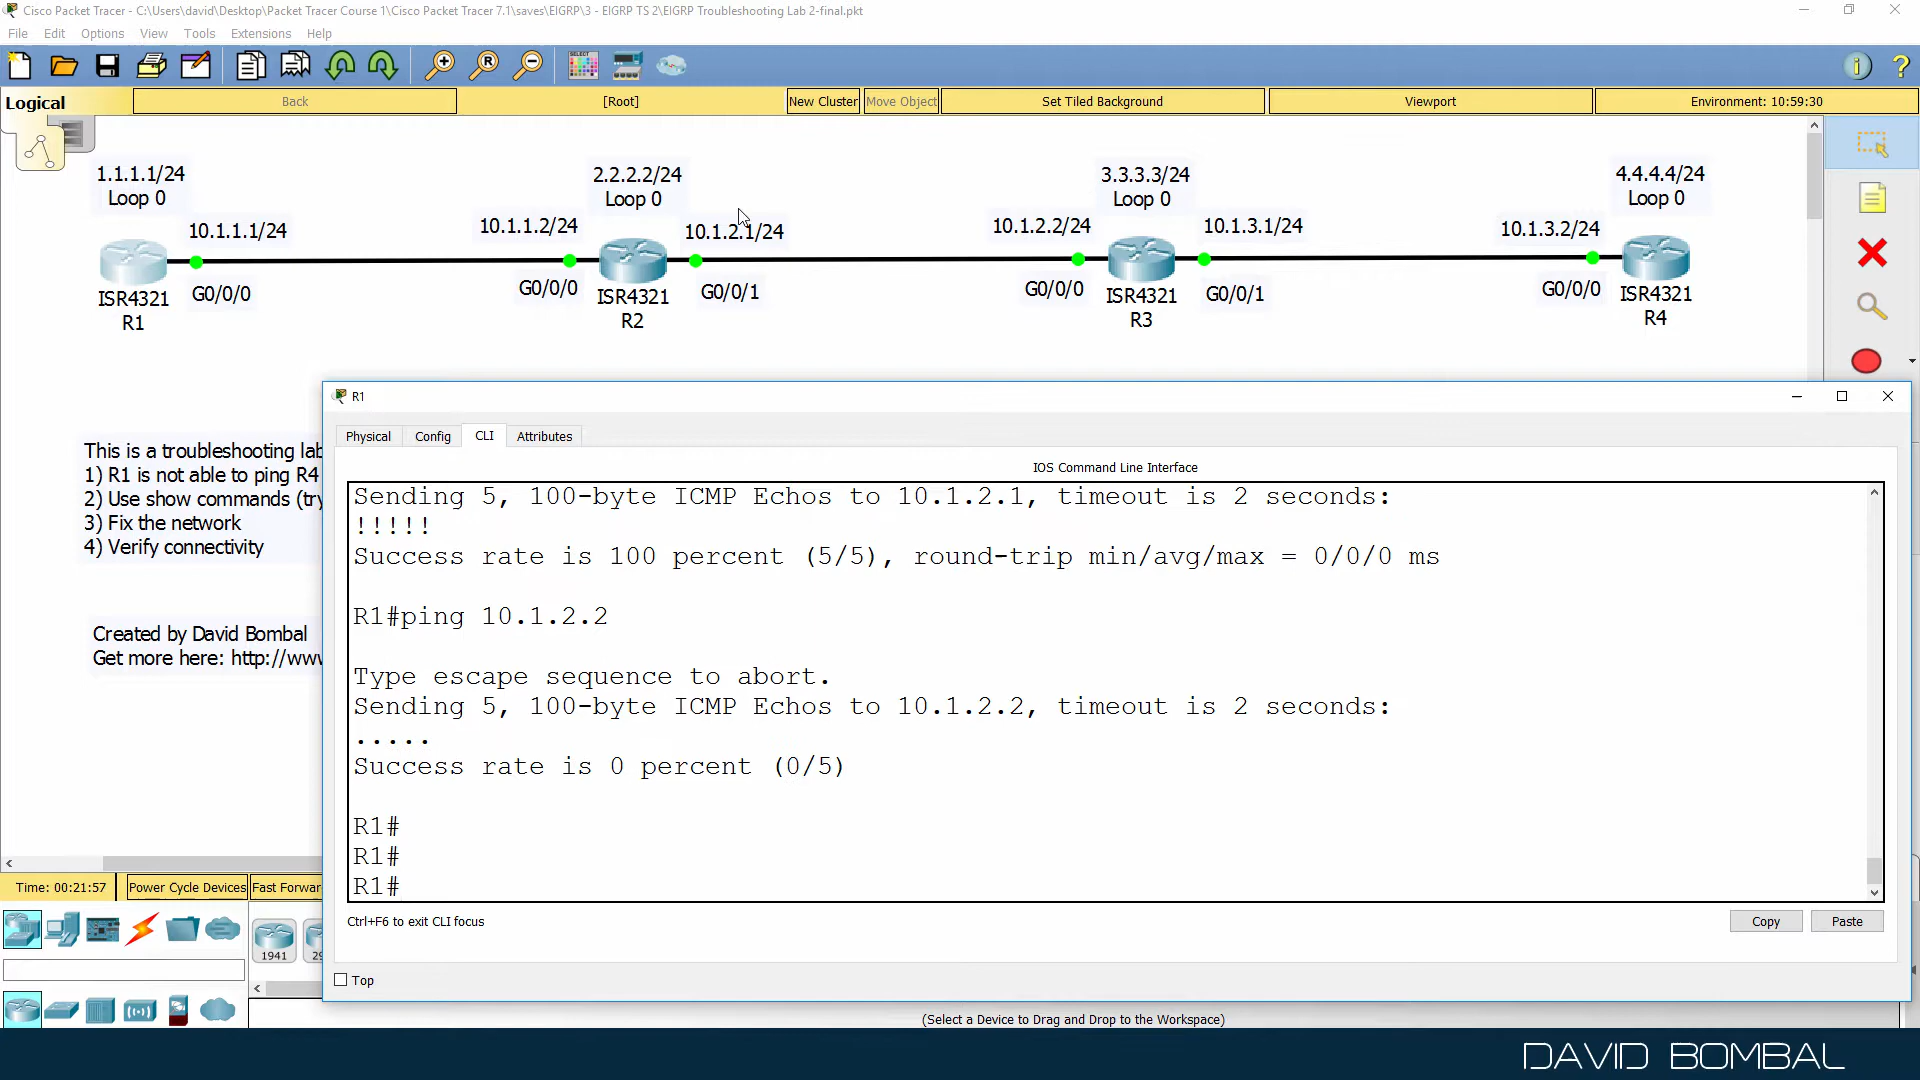 Cisco Packet Tracer - C:\Users\david\Desktop\Packet Tracer Course 1\Cisco Packet Tracer 7.1\saves\EIGRP\3 - EIGRP TS 2\EIGRP Troubleshooting Lab 2-final.pkt
File Edit Options View Tools Extensions Help
Logical Back [Root] New Cluster Move Object Set Tiled Background Viewport Environment: 10:59:30
1.1.1.1/24 2.2.2.2/24 3.3.3.3/24 4.4.4.4/24
Loop 0 Loop 0 Loop 0 Loop 0
10.1.1.1/24 10.1.1.2/24 10.1.2.1/24 10.1.2.2/24 10.1.3.1/24 10.1.3.2/24
G0/0/0 G0/0/0 G0/0/1 G0/0/0 G0/0/1 G0/0/0
ISR4321 ISR4321 ISR4321 ISR4321
R1 R2 R3 R4
This is a troubleshooting lab
1) R1 is not able to ping R4
2) Use show commands (try
3) Fix the network
4) Verify connectivity
Created by David Bombal
Get more here: http://www
R1
Physical Config CLI Attributes
IOS Command Line Interface
Sending 5, 100-byte ICMP Echos to 10.1.2.1, timeout is 2 seconds:
!!!!!
Success rate is 100 percent (5/5), round-trip min/avg/max = 0/0/0 ms
R1#ping 10.1.2.2
Type escape sequence to abort.
Sending 5, 100-byte ICMP Echos to 10.1.2.2, timeout is 2 seconds:
.....
Success rate is 0 percent (0/5)
R1#
R1#
R1#
Ctrl+F6 to exit CLI focus
Copy Paste
Top
Time: 00:21:57 Power Cycle Devices Fast Forwar
1941 29
(Select a Device to Drag and Drop to the Workspace)
DAVID BOMBAL